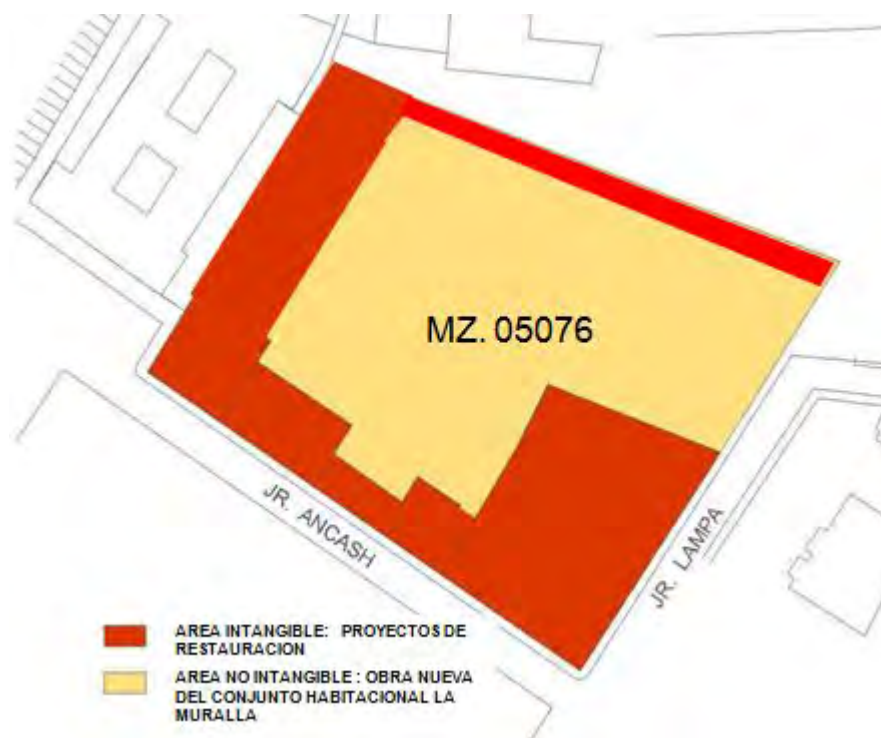 MZ. 05076
JR. ANCASH
JR. LAMPA
AREA INTANGIBLE: PROYECTOS DE
RESTAURACION
AREA NO INTANGIBLE : OBRA NUEVA
DEL CONJUNTO HABITACIONAL LA
MURALLA